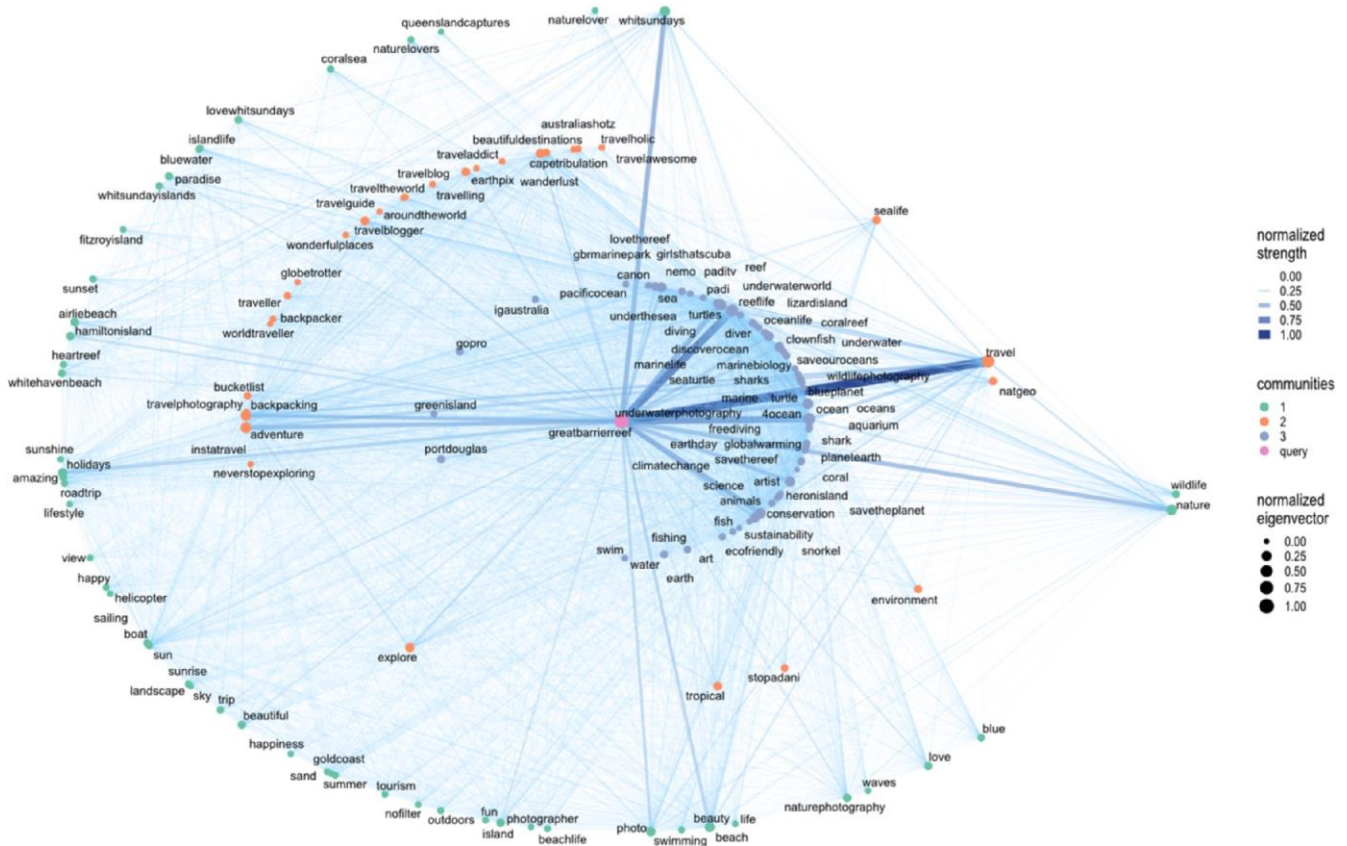 queenslandcaptures
naturelover
whitsundays
naturelovers
coralsea
lovewhitsundays
australiashotz
islandlife
beautifuldestinations
travelholic
bluewater
traveladdict
capetribulation
travelawesome
paradise
travelblog
earthpix
wanderlust
whitsundayislands
traveltheworld
travelling
travelguide
aroundtheworld
sealife
fitzroyisland
travelblogger
wonderfulplaces
lovethereef
gbrmarinepark
girlsthatscuba
globetrotter
canon
nemo
paditv
reef
sunset
pacificocean
sea
padi
underwaterworld
traveller
igaustralia
reeflife
lizardisland
airliebeach
backpacker
underthesea
turtles
oceanlife
coralreef
hamiltonisland
worldtraveller
diving
diver
clownfish
underwater
gopro
discoverocean
heartreef
marinelife
marinebiology
saveouroceans
travel
whitehavenbeach
seaturtle
sharks
wildlifephotography
natgeo
bucketlist
travelphotography
backpacking
greenisland
marine
turtle
blueplanet
underwaterphotography
4ocean
ocean
oceans
adventure
greatbarrierreef
freediving
aquarium
sunshine
instatravel
portdouglas
earthday
globalwarming
shark
holidays
neverstopexploring
climatechange
savethereef
planetearth
amazing
science
artist
coral
wildlife
roadtrip
animals
heronisland
nature
lifestyle
fish
conservation
savetheplanet
fishing
sustainability
view
swim
water
art
ecofriendly
snorkel
happy
earth
helicopter
environment
sailing
boat
sun
explore
sunrise
stopadani
landscape
sky
trip
tropical
beautiful
blue
happiness
goldcoast
love
sand
summer
tourism
waves
naturephotography
nofilter
outdoors
fun
photographer
photo
beauty
life
island
beachlife
swimming
beach
normalized
strength
0.00
0.25
0.50
0.75
1.00
communities
1
2
3
query
normalized
eigenvector
0.00
0.25
0.50
0.75
1.00